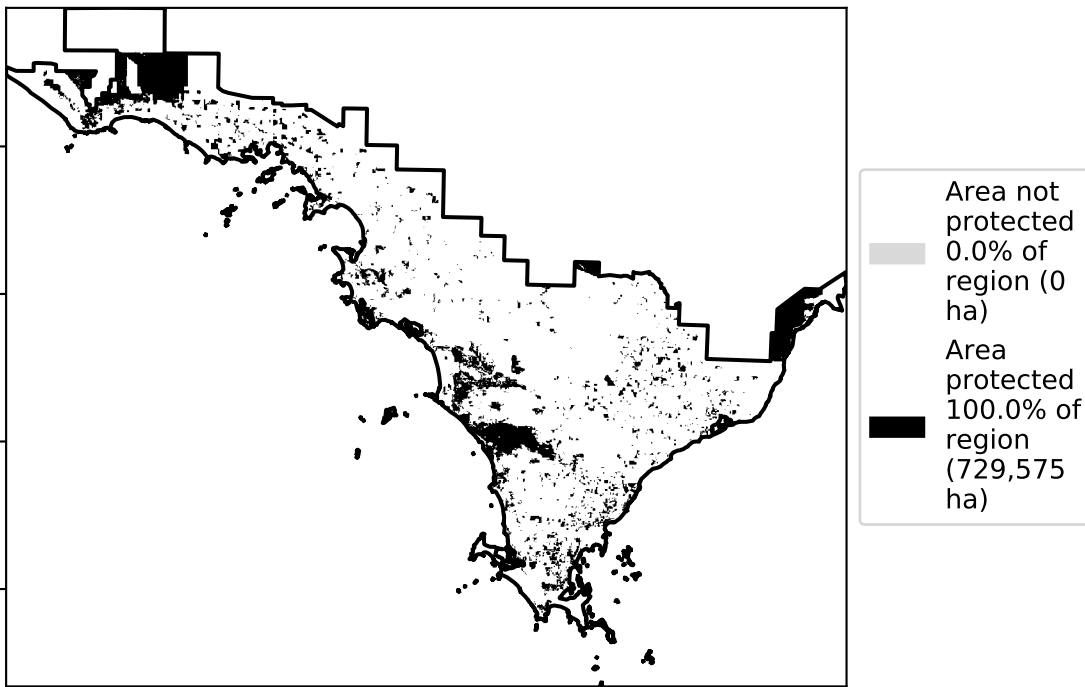 Area not
protected
0.0% of
region (0
ha)
Area
protected
100.0% of
region
(729,575
ha)